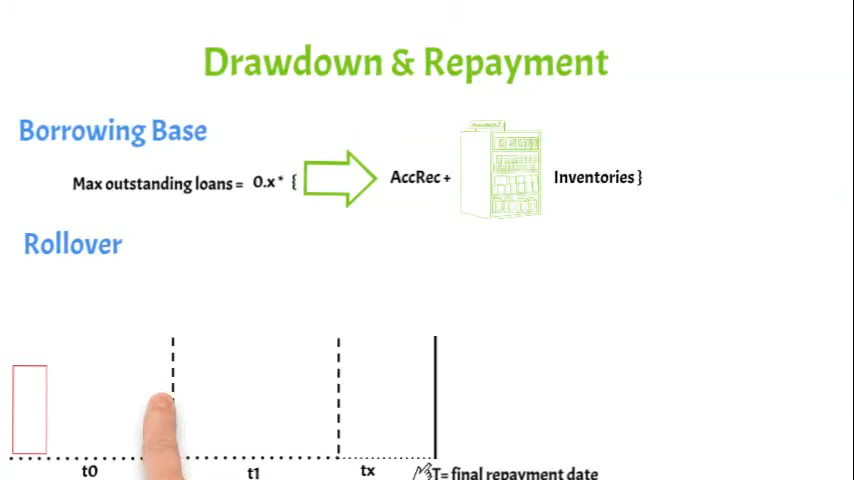 Drawdown & Repayment
Borrowing Base
Max outstanding loans = 0.x * { AccRec + Inventories }
Rollover
t0 t1 tx T= final repayment date